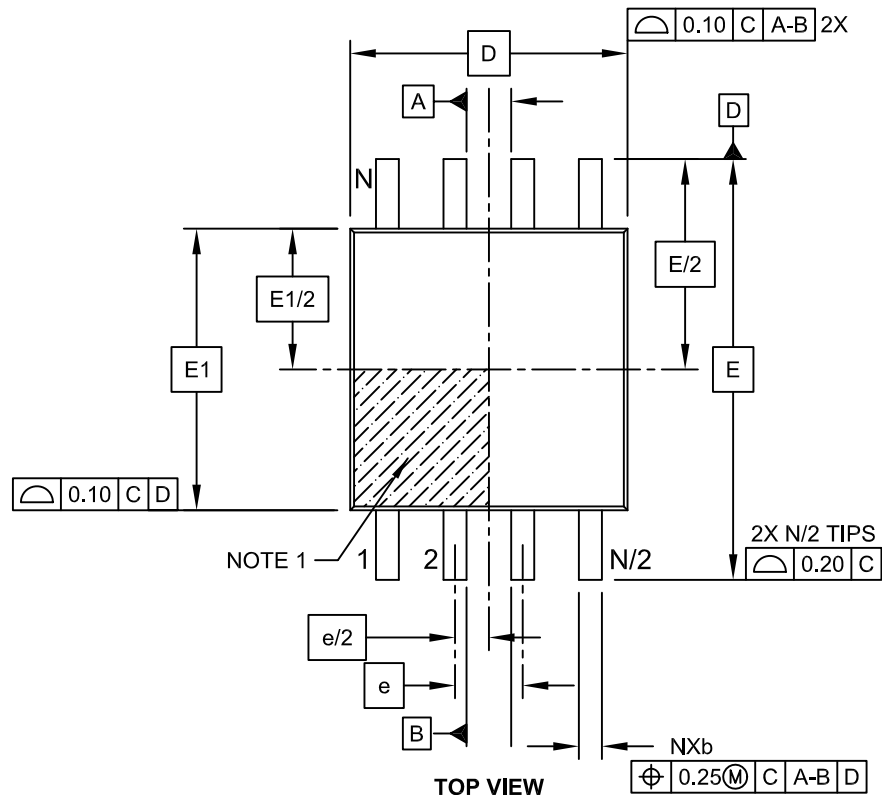 0.10 C A-B 2X
D
A
D
N
E/2
E1/2
E1
E
0.10 C D
NOTE 1
1
2
N/2
2X N/2 TIPS
0.20 C
e/2
e
B
NXb
0.25Ⓜ C A-B D
TOP VIEW